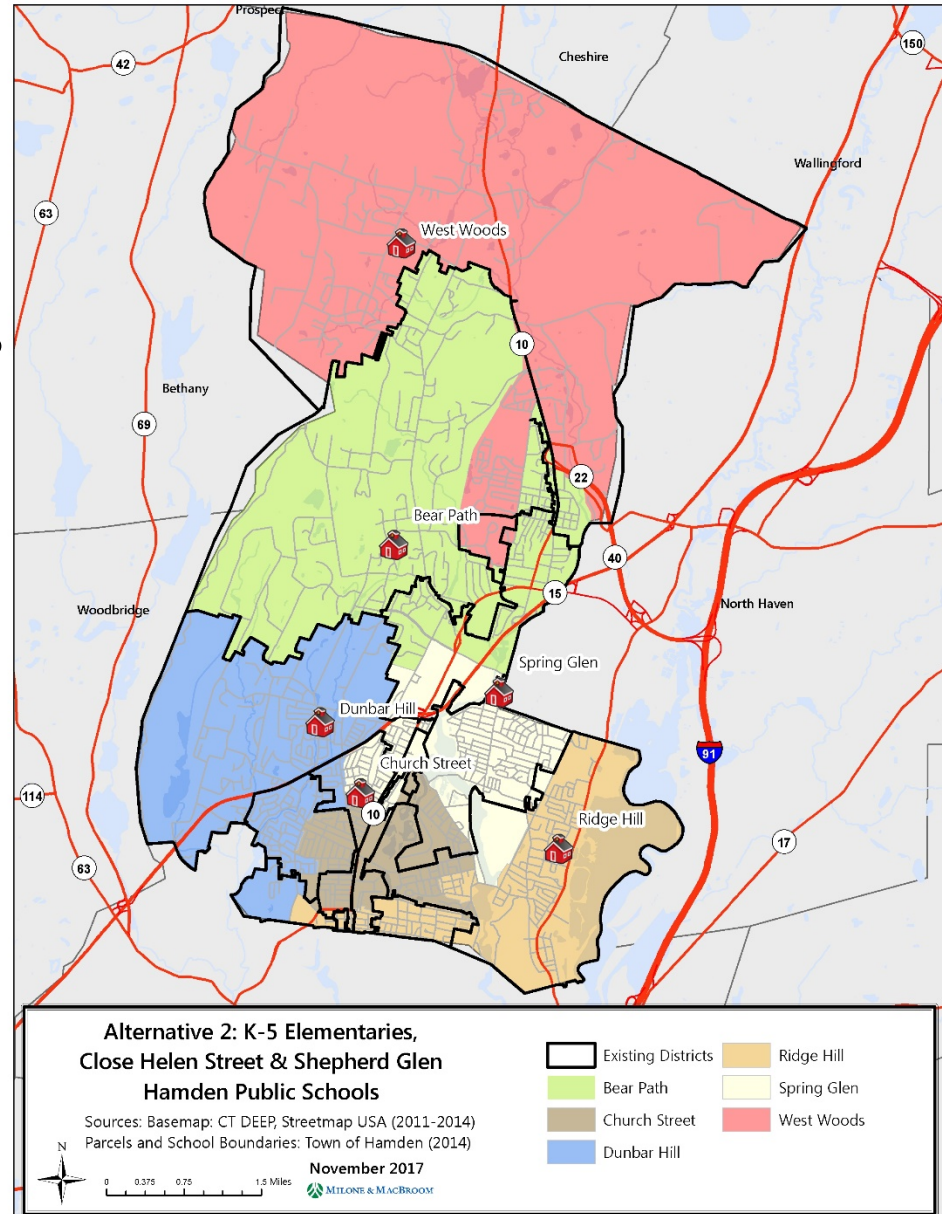 Prospect
Cheshire
150
42
Wallingford
63
West Woods
10
Bethany
69
22
Bear Path
40
15
Woodbridge
North Haven
Spring Glen
Dunbar Hill
91
Church Street
114
10
Ridge Hill
17
63
Alternative 2: K-5 Elementaries,
Close Helen Street & Shepherd Glen
Hamden Public Schools
Sources: Basemap: CT DEEP, Streetmap USA (2011-2014)
Parcels and School Boundaries: Town of Hamden (2014)
November 2017
N
0 0.375 0.75 1.5 Miles
MILONE & MACBROOM
Existing Districts
Bear Path
Church Street
Dunbar Hill
Ridge Hill
Spring Glen
West Woods